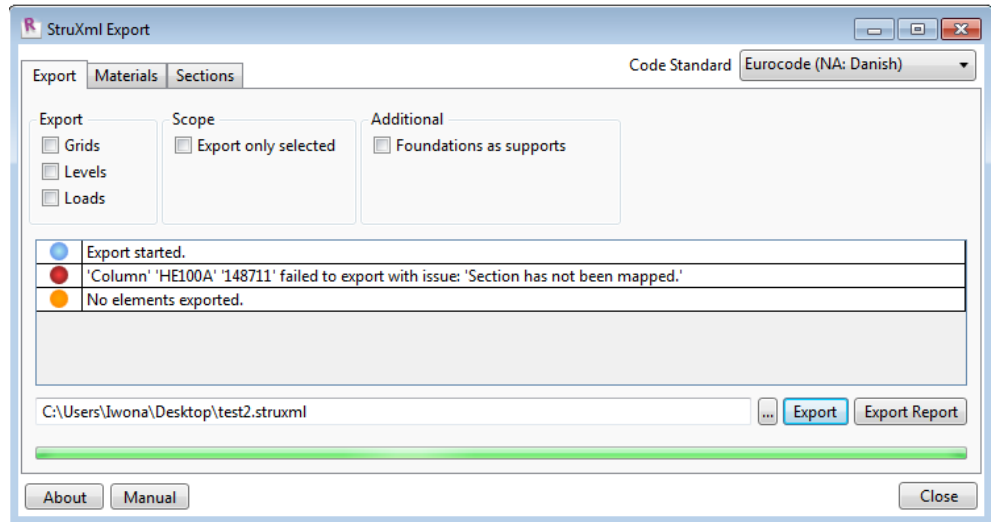 R StruXml Export
Code Standard Eurocode (NA: Danish)
Export Materials Sections
Export Scope Additional
Grids Export only selected Foundations as supports
Levels
Loads
Export started.
'Column' 'HE100A' '148711' failed to export with issue: 'Section has not been mapped.'
No elements exported.
C:\Users\Iwona\Desktop\test2.struxml ... Export Export Report
About Manual Close